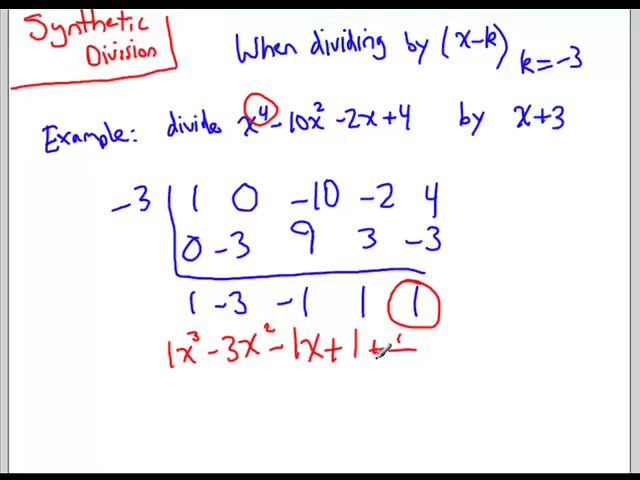 Synthetic
Division
When dividing by (x-k)
k=-3
Example: divide x⁴ - 10x² - 2x + 4 by x+3
-3 | 1 0 -10 -2 4
0 -3 9 3 -3
1 -3 -1 1 1
1x³ - 3x² - 1x + 1 + 1